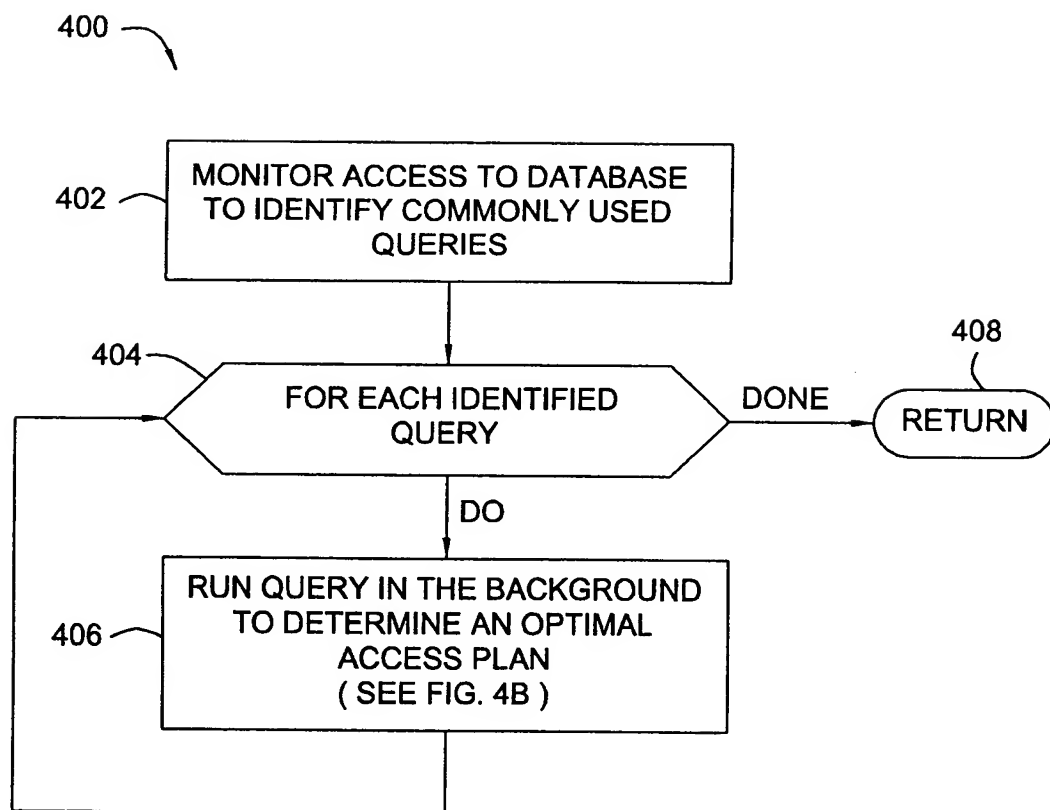 400
402
MONITOR ACCESS TO DATABASE
TO IDENTIFY COMMONLY USED
QUERIES
404
FOR EACH IDENTIFIED
QUERY
DONE
408
RETURN
DO
406
RUN QUERY IN THE BACKGROUND
TO DETERMINE AN OPTIMAL
ACCESS PLAN
( SEE FIG. 4B )